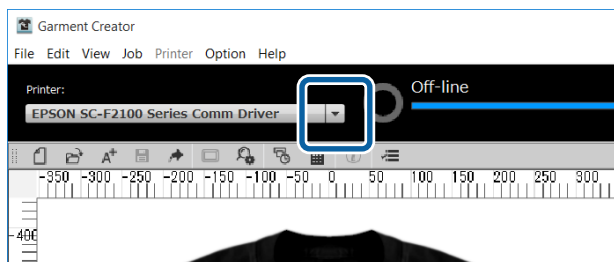 Garment Creator
File Edit View Job Printer Option Help
Printer:
Off-line
EPSON SC-F2100 Series Comm Driver
A+
-350 -300 -250 -200 -150 -100 -50 0 50 100 150 200 250 300
-400